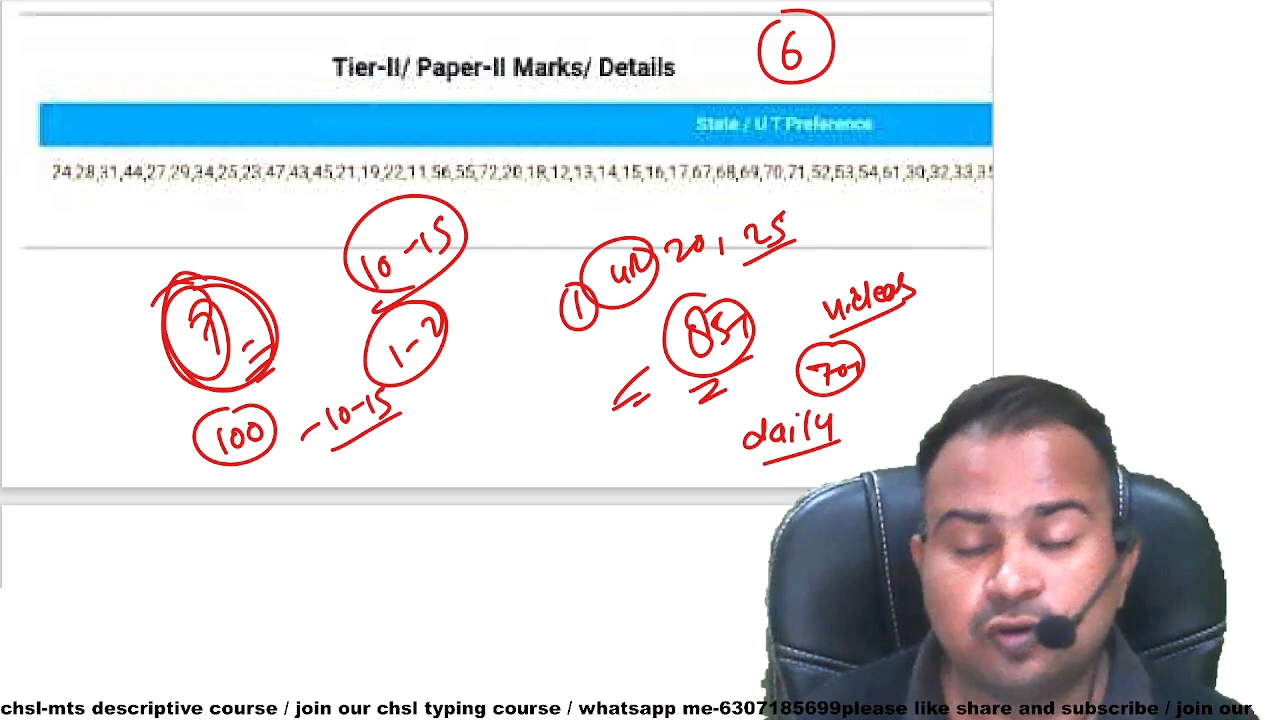 6
Tier-II/ Paper-II Marks/ Details
State / U T Preference
24,28,31,44,27,29,34,25,23,47,43,45,21,19,22,11,56,55,72,20,18,12,13,14,15,16,17,67,68,69,70,71,52,53,54,61,30,32,33,35
10-15
1 UR 20, 25
1-2
100 -10-15
daily
chsl-mts descriptive course / join our chsl typing course / whatsapp me-6307185699please like share and subscribe / join our